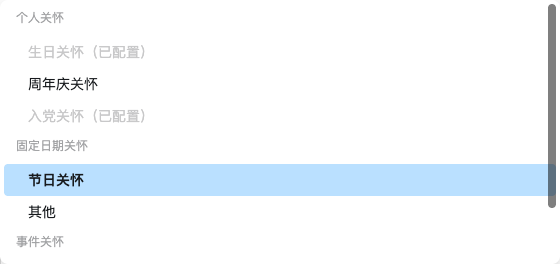 个人关怀
生日关怀（已配置）
周年庆关怀
入党关怀（已配置）
固定日期关怀
节日关怀
其他
事件关怀